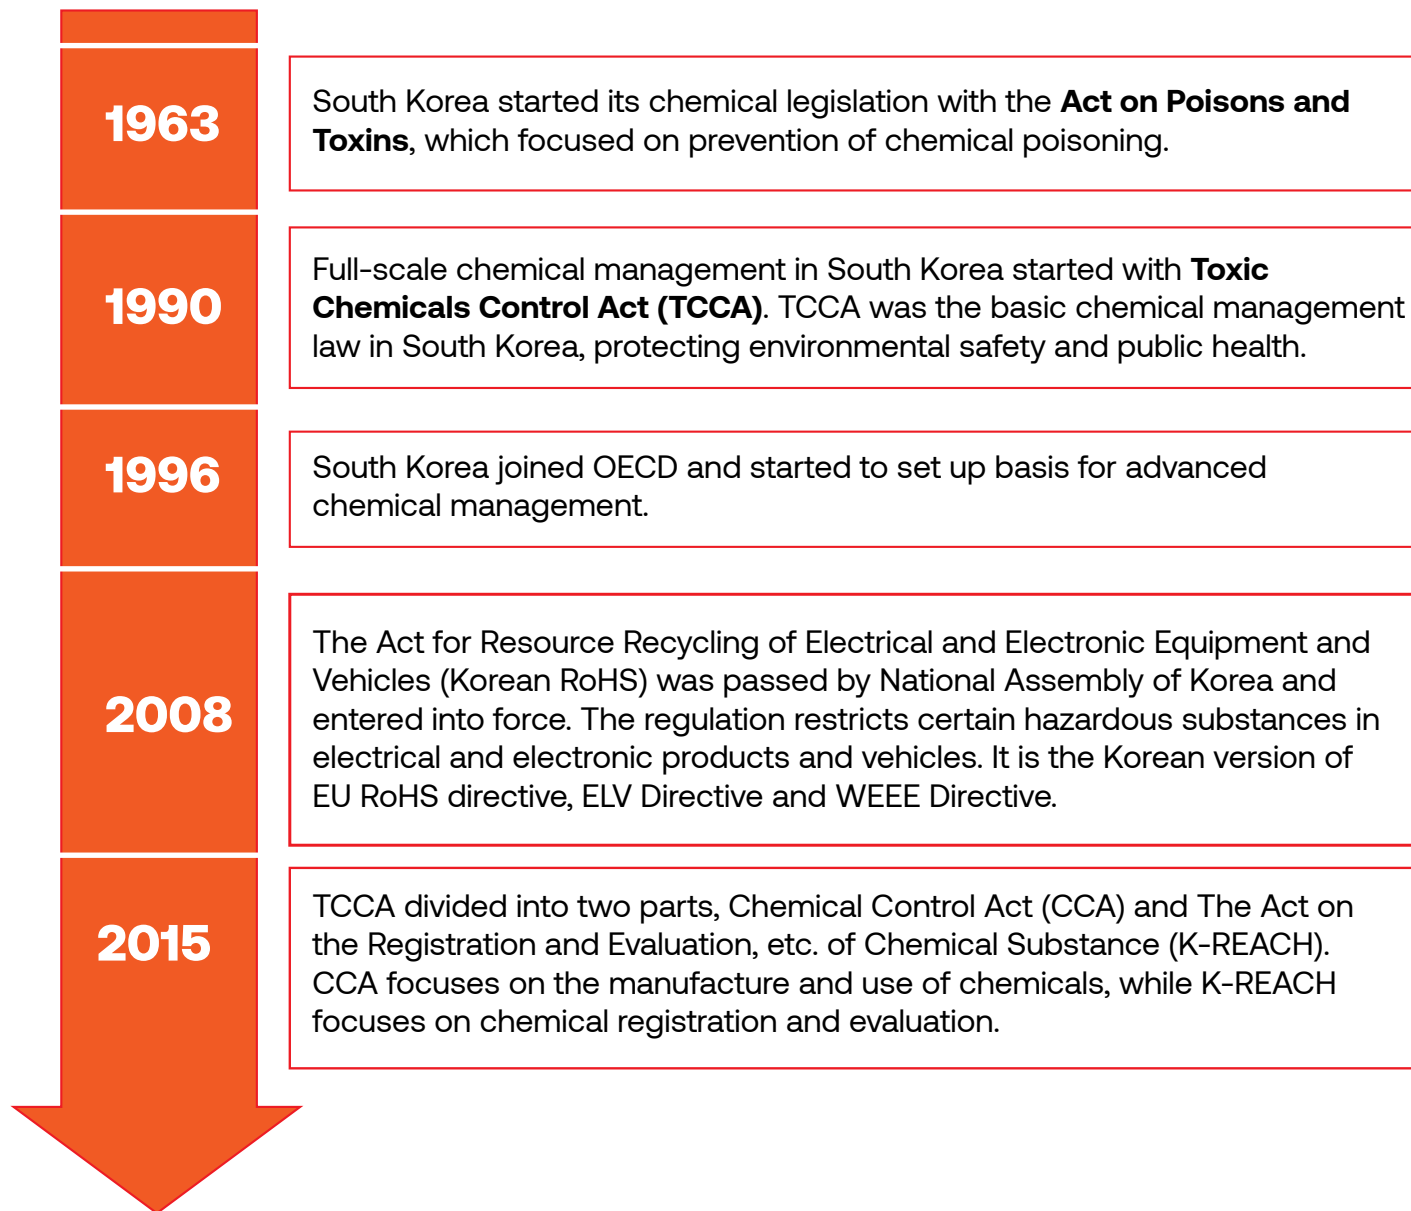 1963
South Korea started its chemical legislation with the Act on Poisons and
Toxins, which focused on prevention of chemical poisoning.
1990
Full-scale chemical management in South Korea started with Toxic
Chemicals Control Act (TCCA). TCCA was the basic chemical management
law in South Korea, protecting environmental safety and public health.
1996
South Korea joined OECD and started to set up basis for advanced
chemical management.
2008
The Act for Resource Recycling of Electrical and Electronic Equipment and
Vehicles (Korean RoHS) was passed by National Assembly of Korea and
entered into force. The regulation restricts certain hazardous substances in
electrical and electronic products and vehicles. It is the Korean version of
EU RoHS directive, ELV Directive and WEEE Directive.
2015
TCCA divided into two parts, Chemical Control Act (CCA) and The Act on
the Registration and Evaluation, etc. of Chemical Substance (K-REACH).
CCA focuses on the manufacture and use of chemicals, while K-REACH
focuses on chemical registration and evaluation.